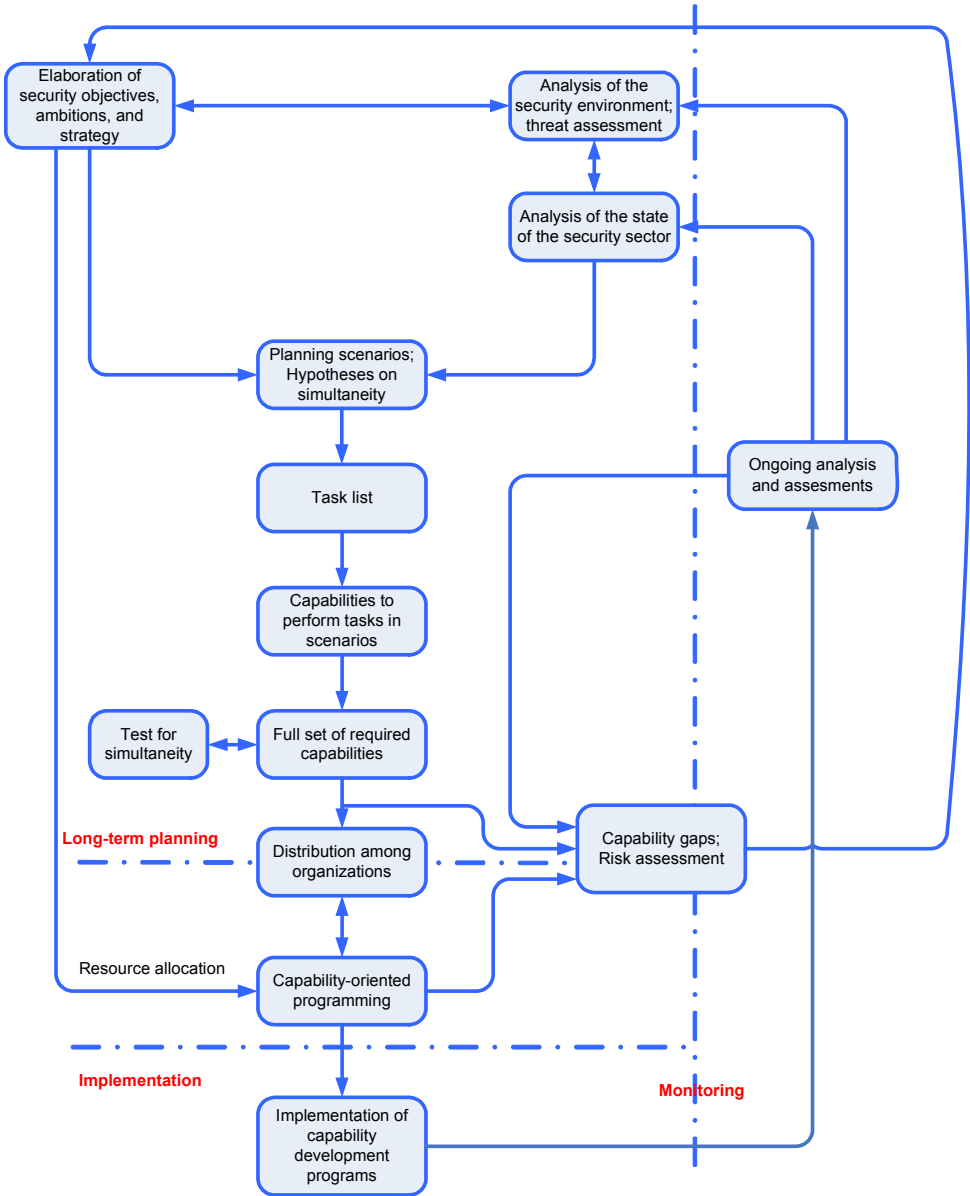 Elaboration of
security objectives,
ambitions, and
strategy
Analysis of the
security environment;
threat assessment
Analysis of the state
of the security sector
Planning scenarios;
Hypotheses on
simultaneity
Ongoing analysis
and assesments
Task list
Capabilities to
perform tasks in
scenarios
Test for
simultaneity
Full set of required
capabilities
Long-term planning
Distribution among
organizations
Capability gaps;
Risk assessment
Resource allocation
Capability-oriented
programming
Implementation
Monitoring
Implementation of
capability
development
programs